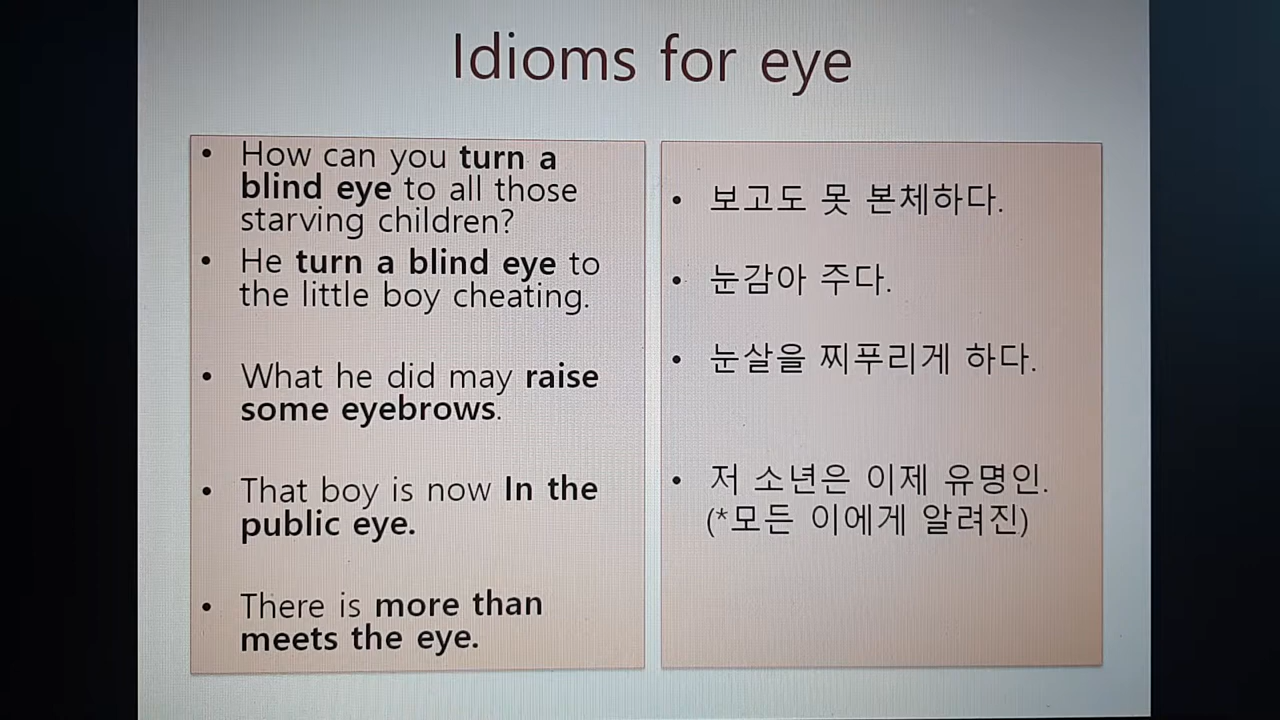 Idioms for eye
• How can you turn a
blind eye to all those
starving children?
• He turn a blind eye to
the little boy cheating.
• What he did may raise
some eyebrows.
• That boy is now In the
public eye.
• There is more than
meets the eye.
• 보고도 못 본체하다.
• 눈감아 주다.
• 눈살을 찌푸리게 하다.
• 저 소년은 이제 유명인.
(*모든 이에게 알려진)